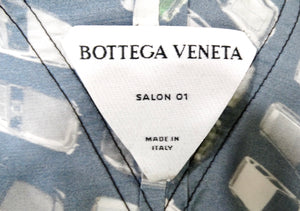 BOTTEGA VENETA
SALON 01
MADE IN
ITALY